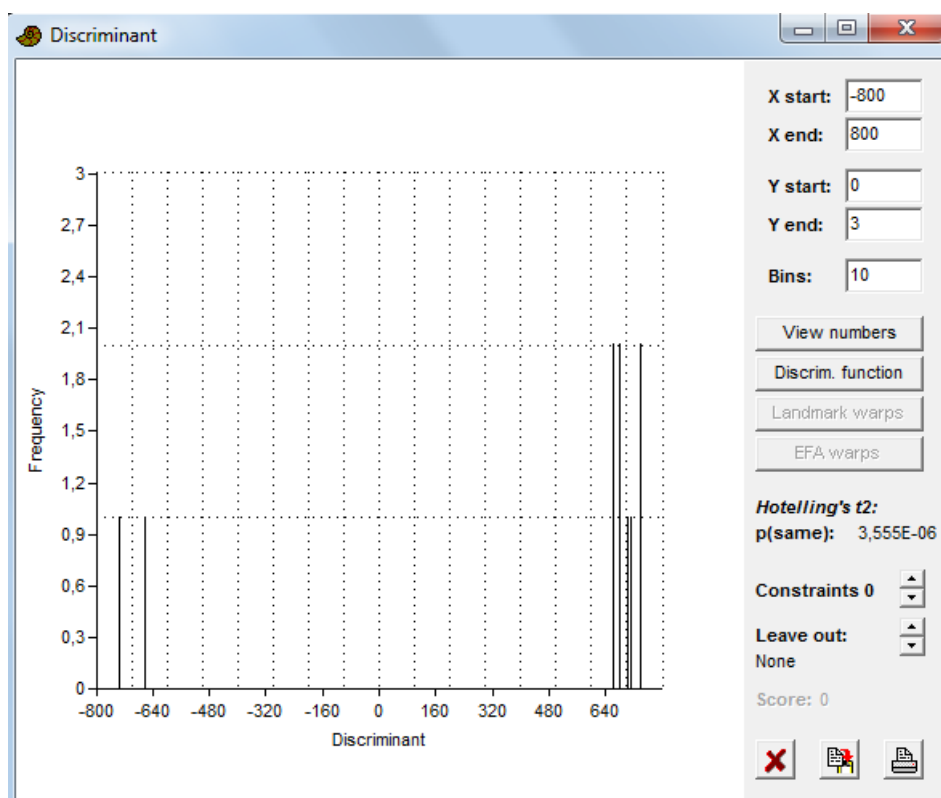 Discriminant
X start: -800
X end: 800
Y start: 0
Y end: 3
Bins: 10
View numbers
Discrim. function
Landmark warps
EFA warps
Hotelling's t2:
p(same): 3,555E-06
Constraints 0
Leave out:
None
Score: 0
3
2,7
2,4
2,1
1,8
1,5
1,2
0,9
0,6
0,3
0
Frequency
-800 -640 -480 -320 -160 0 160 320 480 640
Discriminant